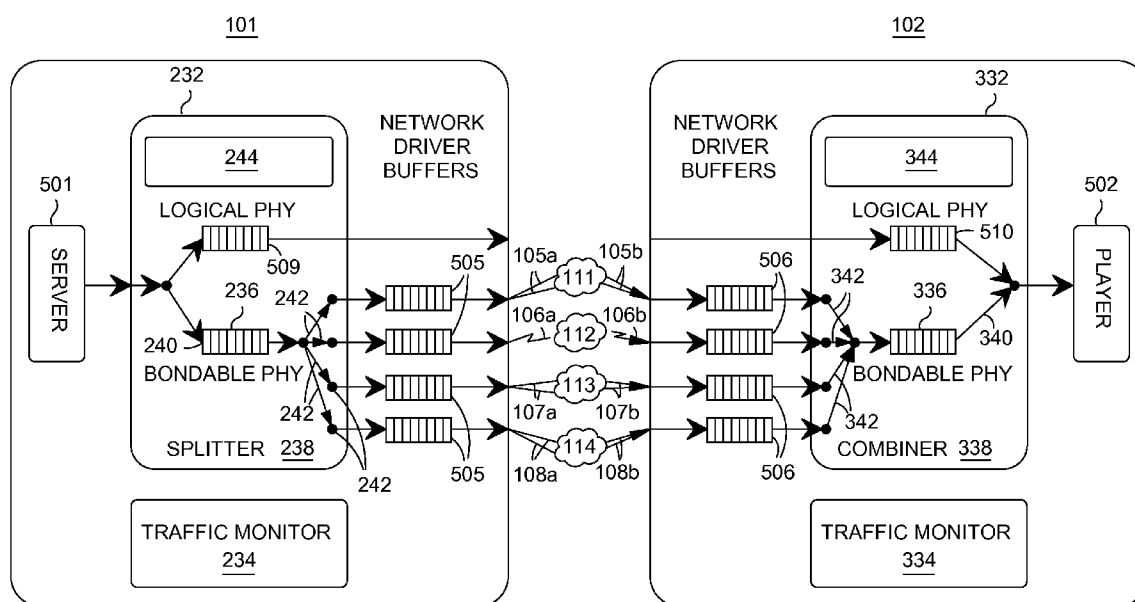 101
102
232
332
NETWORK
DRIVER
BUFFERS
NETWORK
DRIVER
BUFFERS
244
344
501
502
LOGICAL PHY
LOGICAL PHY
SERVER
PLAYER
509
510
105a
111
105b
505
506
236
242
342
336
106a
112
106b
240
340
BONDABLE PHY
BONDABLE PHY
242
113
107a
107b
342
SPLITTER 238
COMBINER 338
242
505
114
108a
108b
506
TRAFFIC MONITOR
234
TRAFFIC MONITOR
334